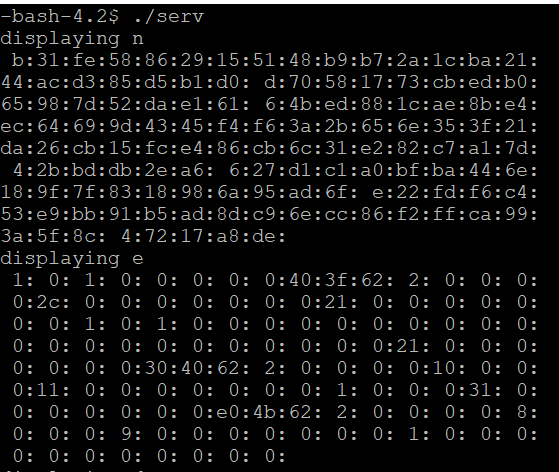 -bash-4.2$ ./serv
displaying n
 b:31:fe:58:86:29:15:51:48:b9:b7:2a:1c:ba:21:
44:ac:d3:85:d5:b1:d0: d:70:58:17:73:cb:ed:b0:
65:98:7d:52:da:e1:61: 6:4b:ed:88:1c:ae:8b:e4:
ec:64:69:9d:43:45:f4:f6:3a:2b:65:6e:35:3f:21:
da:26:cb:15:fc:e4:86:cb:6c:31:e2:82:c7:a1:7d:
 4:2b:bd:db:2e:a6: 6:27:d1:c1:a0:bf:ba:44:6e:
18:9f:7f:83:18:98:6a:95:ad:6f: e:22:fd:f6:c4:
53:e9:bb:91:b5:ad:8d:c9:6e:cc:86:f2:ff:ca:99:
3a:5f:8c: 4:72:17:a8:de:
displaying e
 1: 0: 1: 0: 0: 0: 0: 0:40:3f:62: 2: 0: 0: 0:
 0:2c: 0: 0: 0: 0: 0: 0: 0:21: 0: 0: 0: 0: 0:
 0: 0: 1: 0: 1: 0: 0: 0: 0: 0: 0: 0: 0: 0: 0:
 0: 0: 0: 0: 0: 0: 0: 0: 0: 0: 0:21: 0: 0: 0:
 0: 0: 0: 0:30:40:62: 2: 0: 0: 0: 0:10: 0: 0:
 0:11: 0: 0: 0: 0: 0: 0: 0: 1: 0: 0: 0:31: 0:
 0: 0: 0: 0: 0: 0:e0:4b:62: 2: 0: 0: 0: 0: 8:
 0: 0: 0: 9: 0: 0: 0: 0: 0: 0: 0: 1: 0: 0: 0:
 0: 0: 0: 0: 0: 0: 0: 0: